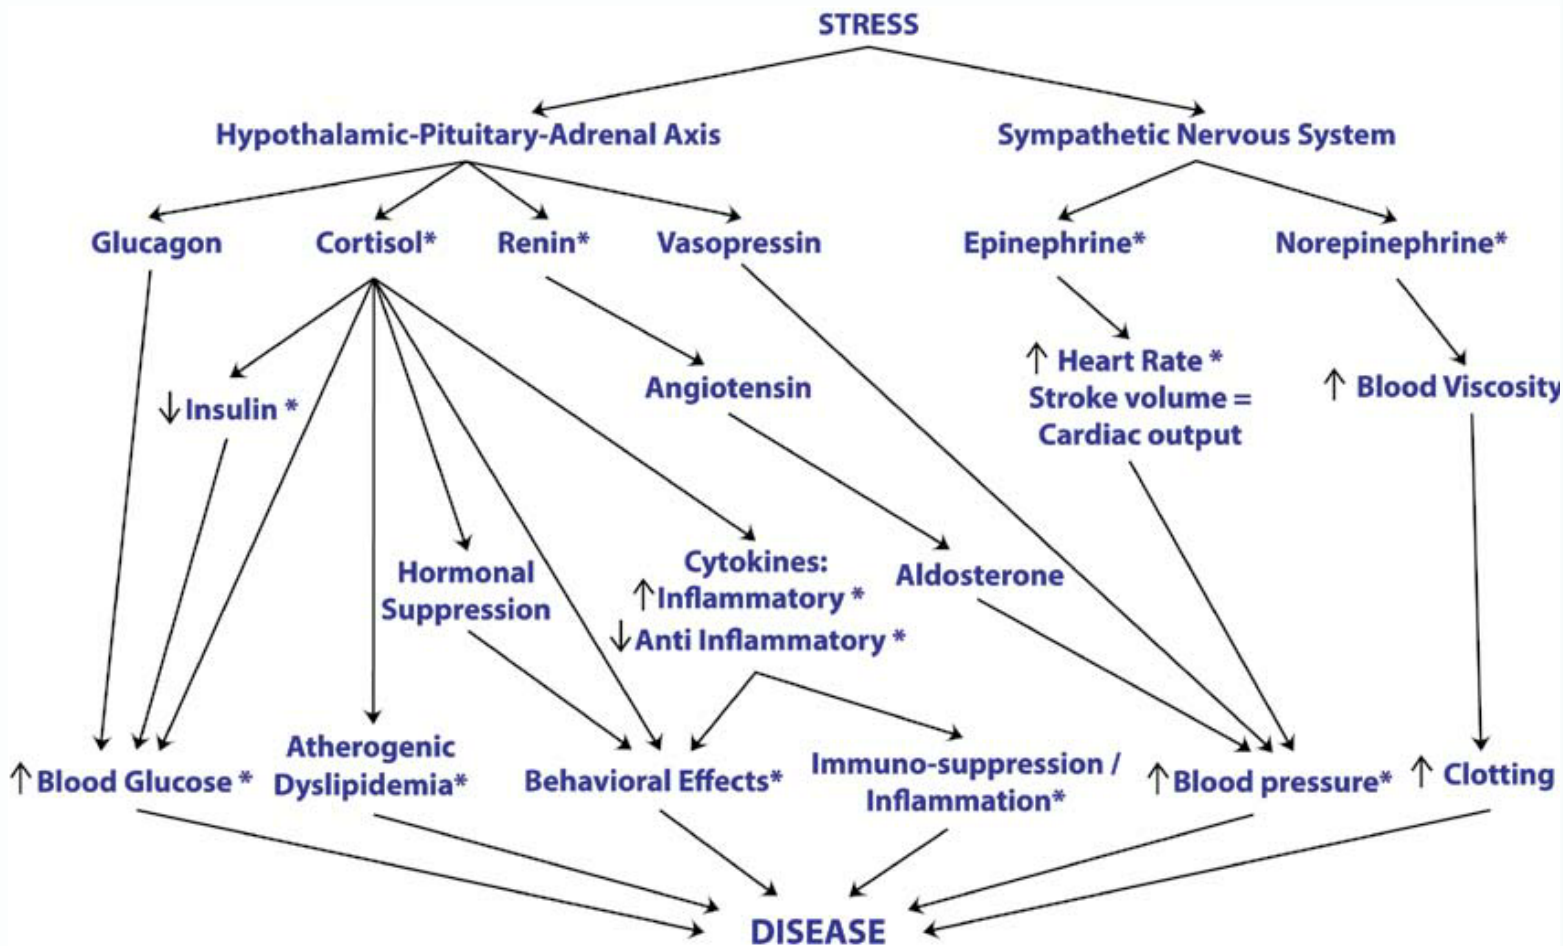 STRESS
Hypothalamic-Pituitary-Adrenal Axis
Sympathetic Nervous System
Glucagon
Cortisol*
Renin*
Vasopressin
Epinephrine*
Norepinephrine*
↓ Insulin *
Angiotensin
↑ Heart Rate *
Stroke volume =
Cardiac output
↑ Blood Viscosity
Hormonal
Suppression
Cytokines:
↑ Inflammatory *
↓ Anti Inflammatory *
Aldosterone
↑ Blood Glucose *
Atherogenic
Dyslipidemia*
Behavioral Effects*
Immuno-suppression /
Inflammation*
↑ Blood pressure*
↑ Clotting
DISEASE